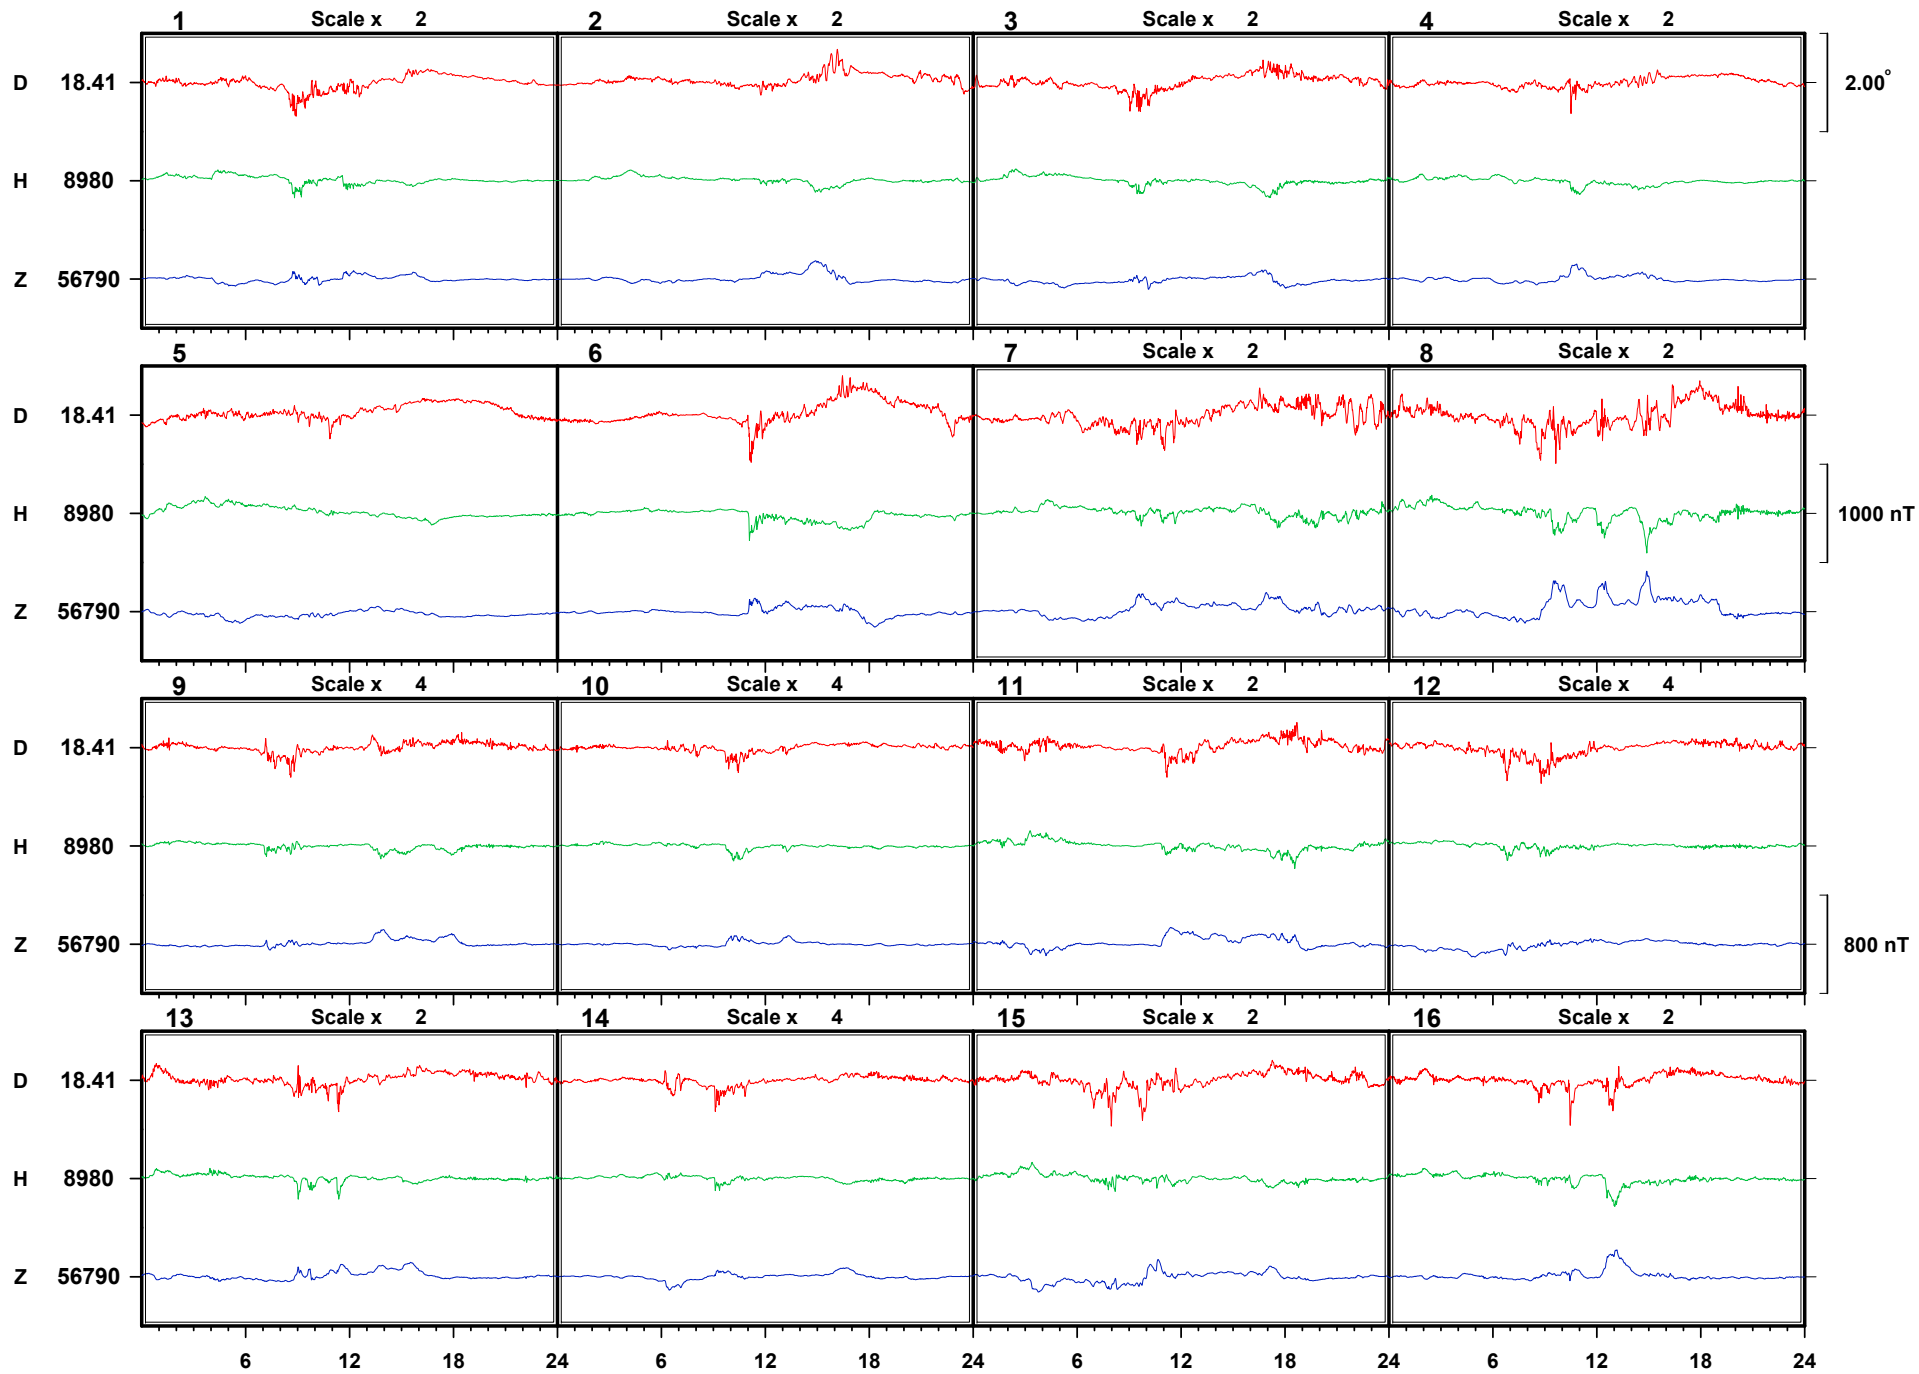 1 Scale x 2 2 Scale x 2 3 Scale x 2 4 Scale x 2
D 18.41 2.00°
H 8980
Z 56790
5 6 7 Scale x 2 8 Scale x 2
D 18.41
H 8980 1000 nT
Z 56790
9 Scale x 4 10 Scale x 4 11 Scale x 2 12 Scale x 4
D 18.41
H 8980
Z 56790 800 nT
13 Scale x 2 14 Scale x 4 15 Scale x 2 16 Scale x 2
D 18.41
H 8980
Z 56790
6 12 18 24 6 12 18 24 6 12 18 24 6 12 18 24